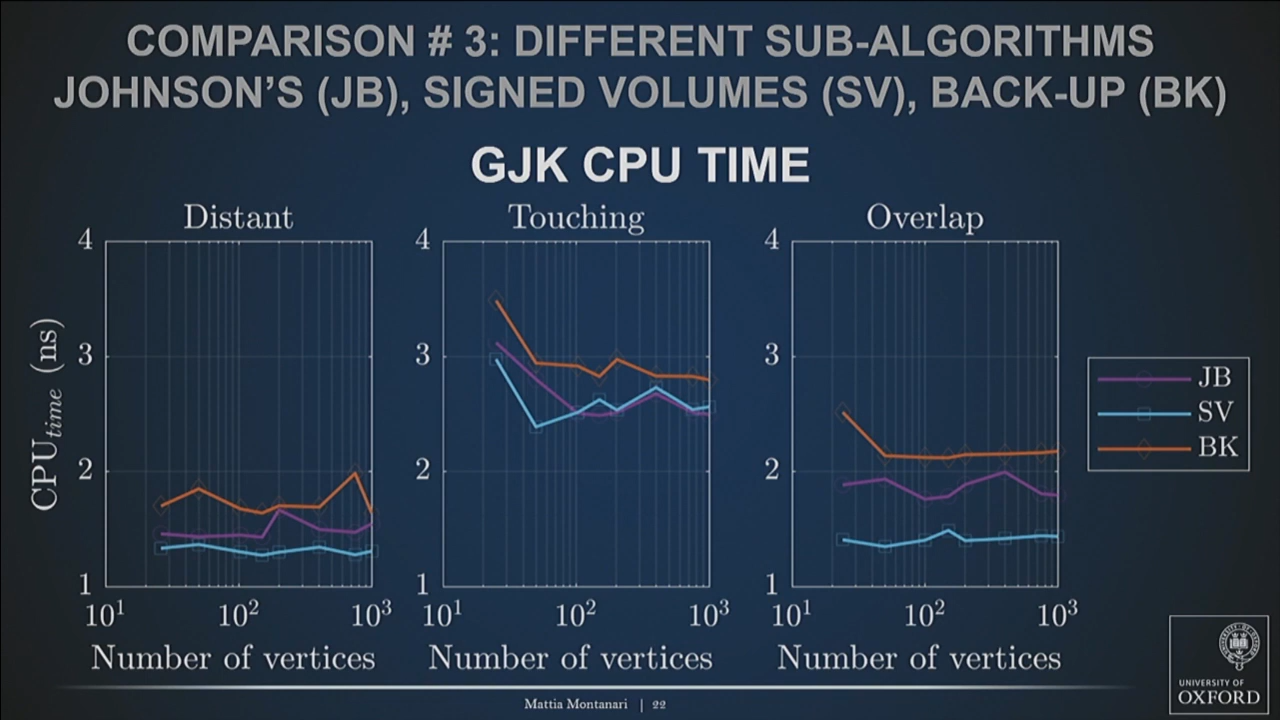 COMPARISON # 3: DIFFERENT SUB-ALGORITHMS
JOHNSON'S (JB), SIGNED VOLUMES (SV), BACK-UP (BK)
GJK CPU TIME
Distant
Touching
Overlap
CPU_time (ns)
4
3
2
1
10¹
10²
10³
Number of vertices
4
3
2
1
10¹
10²
10³
Number of vertices
4
3
2
1
10¹
10²
10³
Number of vertices
JB
SV
BK
Mattia Montanari | 22
UNIVERSITY OF
OXFORD